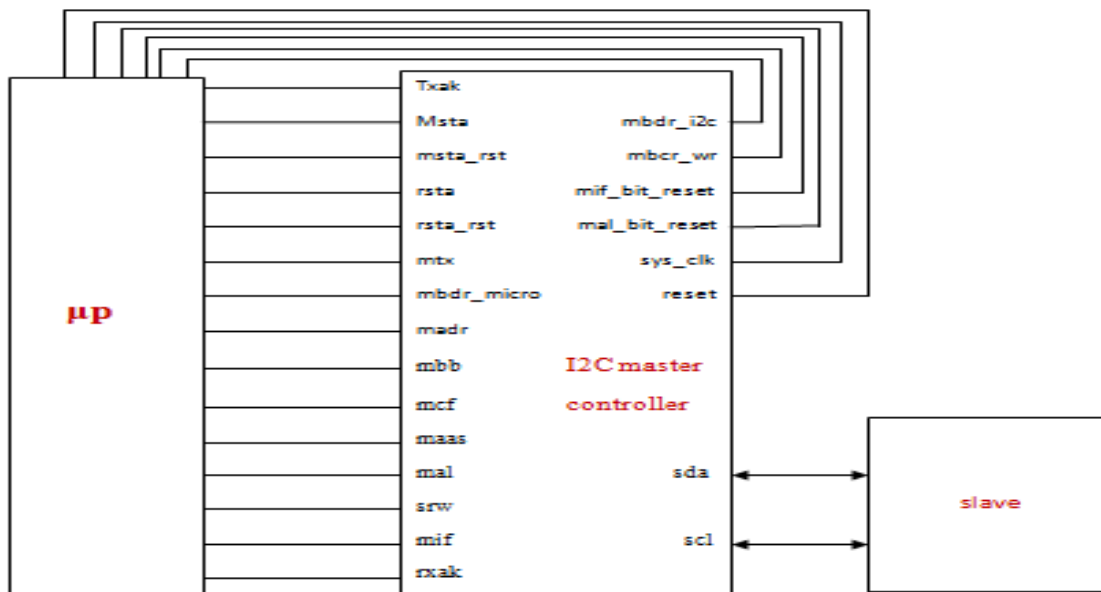 Txak
Msta mbdr_i2c
msta_rst mbcr_wr
rsta mif_bit_reset
rsta_rst mal_bit_reset
mtx sys_clk
mbdr_micro reset
μp
madr
mbb I2C master
mcf controller
maas
mal sda
slave
srw
mif scl
rxak